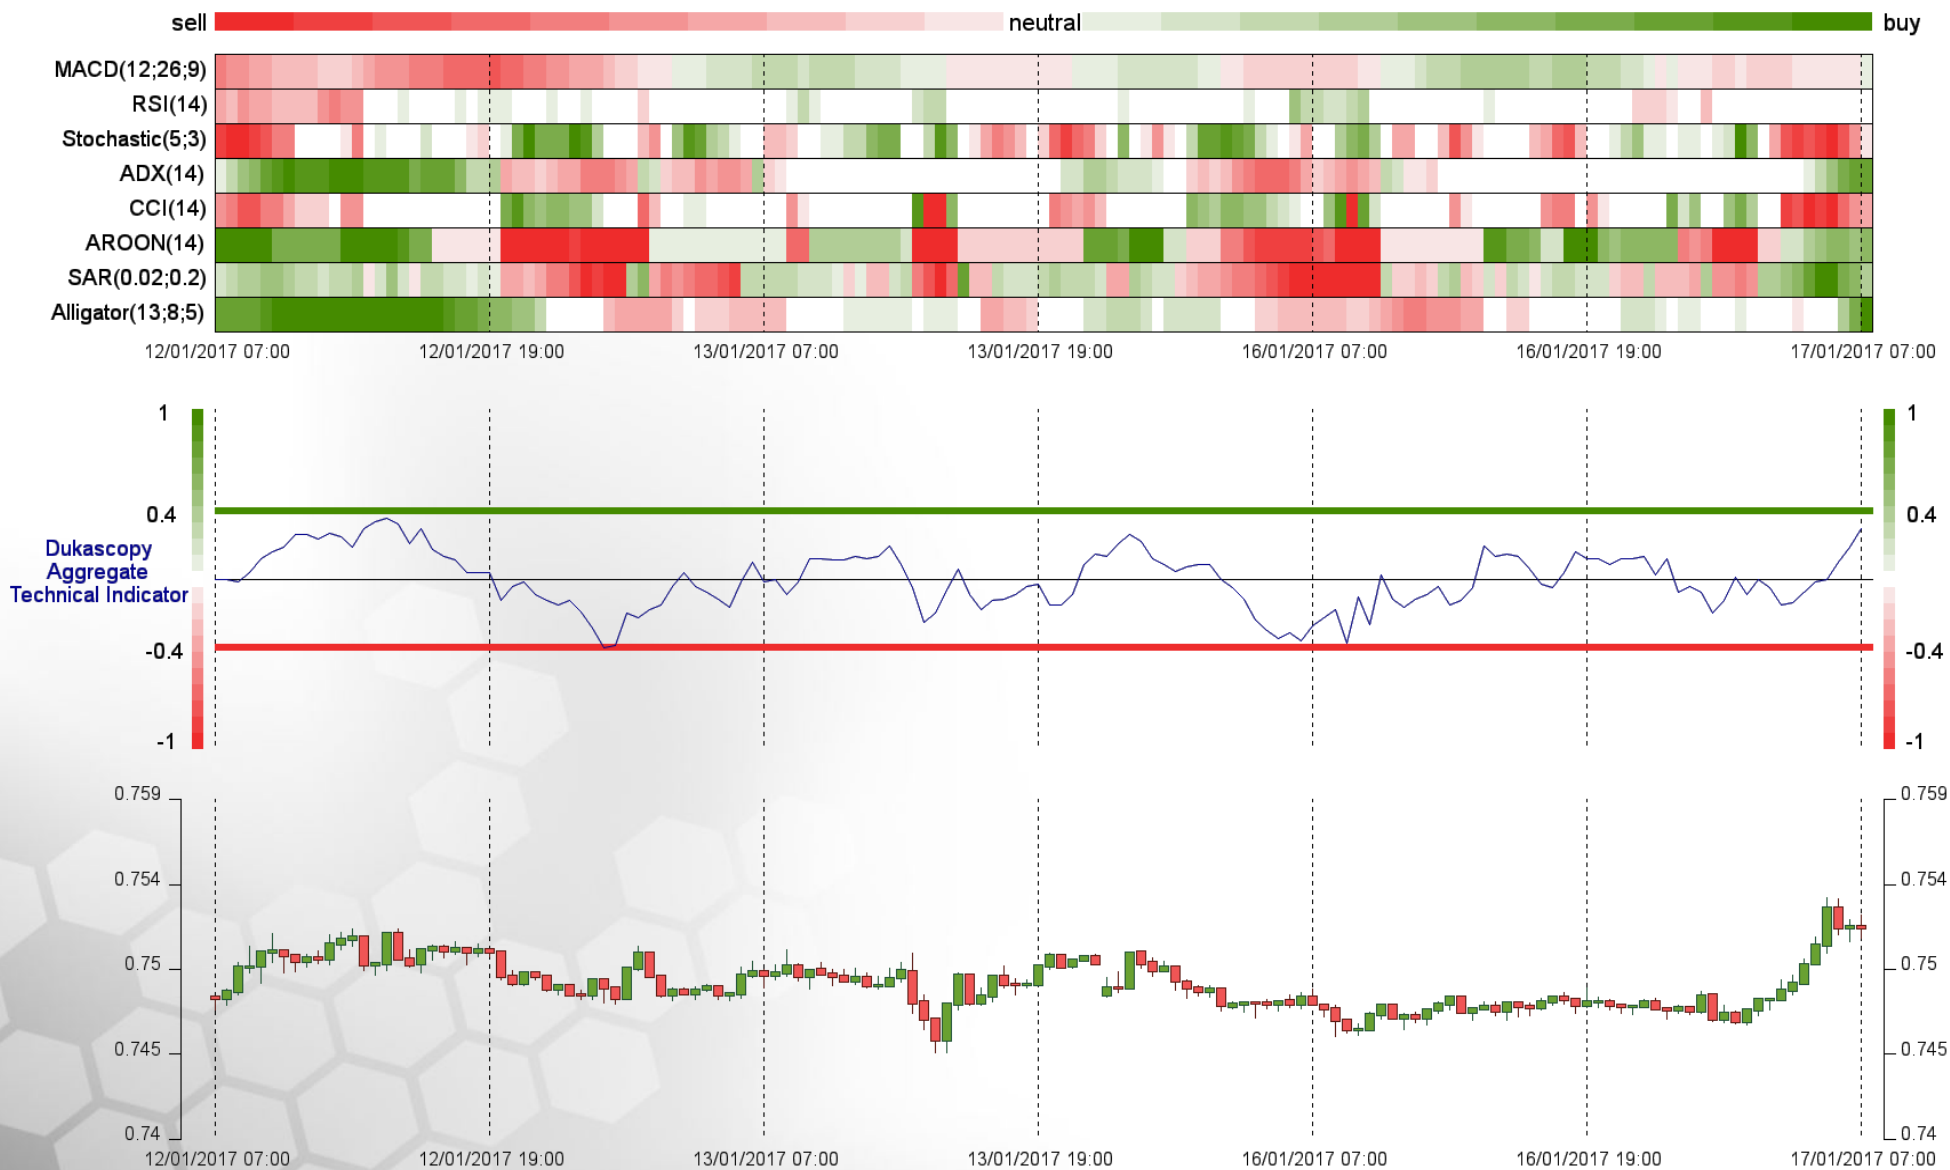 sell neutral buy
MACD(12;26;9)
RSI(14)
Stochastic(5;3)
ADX(14)
CCI(14)
AROON(14)
SAR(0.02;0.2)
Alligator(13;8;5)
12/01/2017 07:00 12/01/2017 19:00 13/01/2017 07:00 13/01/2017 19:00 16/01/2017 07:00 16/01/2017 19:00 17/01/2017 07:00
1 1
0.4 0.4
Dukascopy
Aggregate
Technical Indicator
-0.4 -0.4
-1 -1
0.759 0.759
0.754 0.754
0.75 0.75
0.745 0.745
0.74 0.74
12/01/2017 07:00 12/01/2017 19:00 13/01/2017 07:00 13/01/2017 19:00 16/01/2017 07:00 16/01/2017 19:00 17/01/2017 07:00